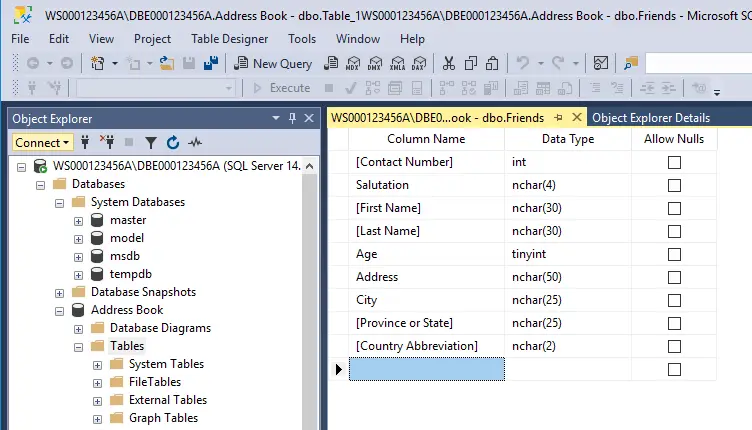 WS000123456A\DBE000123456A.Address Book - dbo.Table_1WS000123456A\DBE000123456A.Address Book - dbo.Friends - Microsoft SC
File Edit View Project Table Designer Tools Window Help
New Query MDX DMX XMLA DAX
Execute
Object Explorer
Connect
WS000123456A\DBE000123456A (SQL Server 14.
Databases
System Databases
master
model
msdb
tempdb
Database Snapshots
Address Book
Database Diagrams
Tables
System Tables
FileTables
External Tables
Graph Tables
WS000123456A\DBE0...ook - dbo.Friends Object Explorer Details
Column Name Data Type Allow Nulls
[Contact Number] int
Salutation nchar(4)
[First Name] nchar(30)
[Last Name] nchar(30)
Age tinyint
Address nchar(50)
City nchar(25)
[Province or State] nchar(25)
[Country Abbreviation] nchar(2)